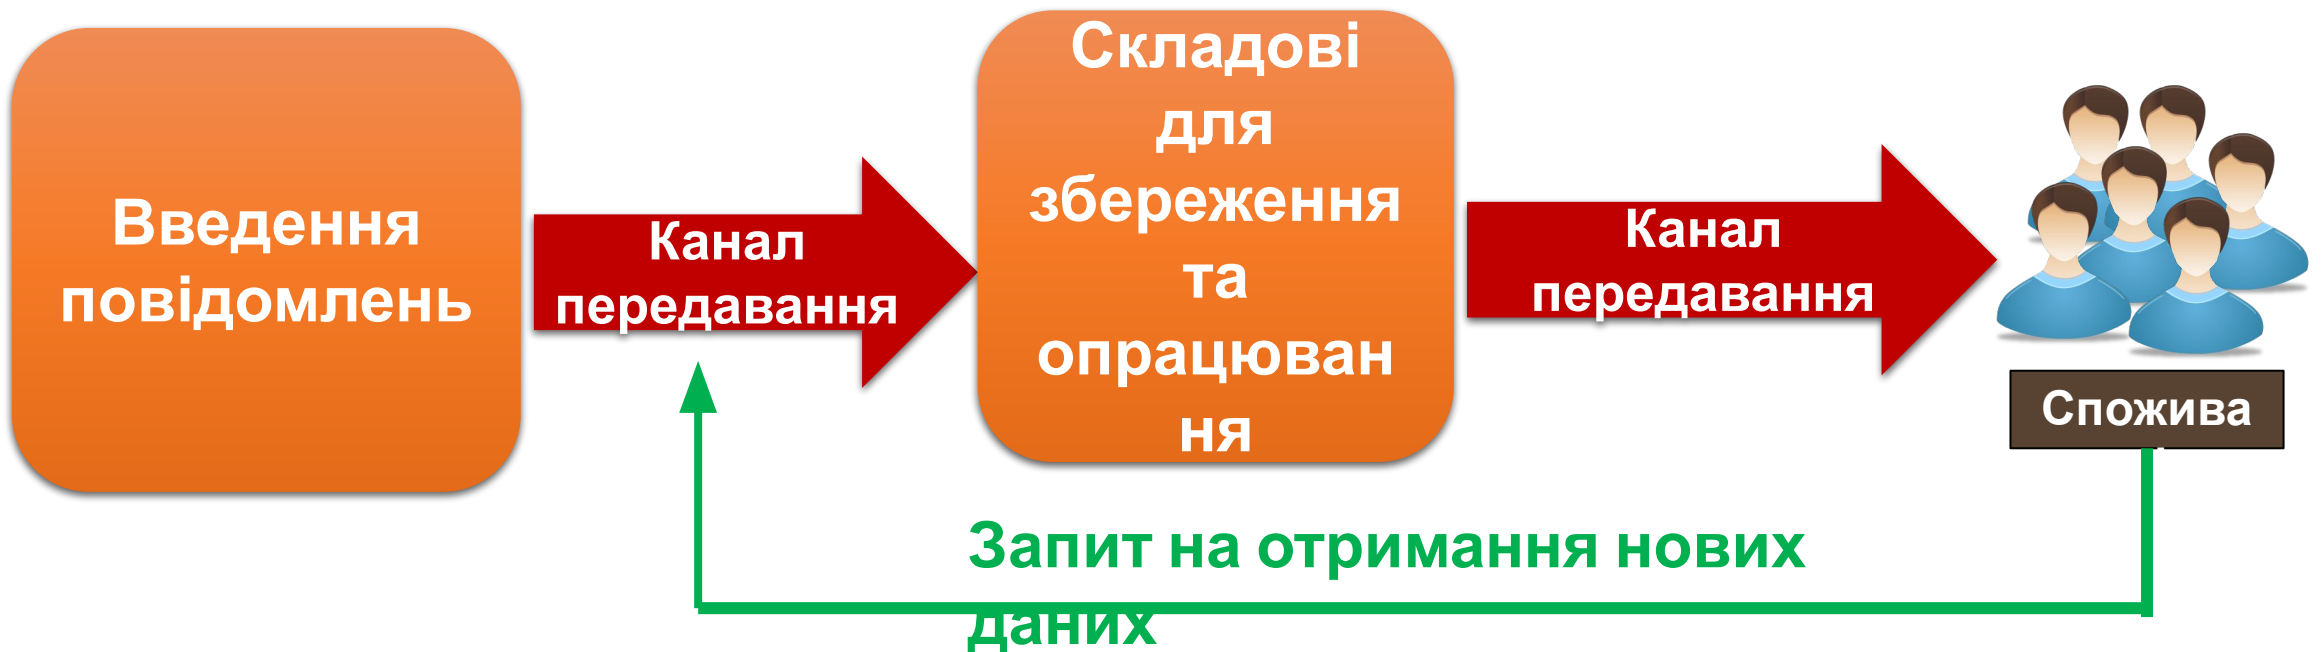 Введення
повідомлень
Канал
передавання
Складові
для
збереження
та
опрацюван
ня
Канал
передавання
Спожива
Запит на отримання нових
даних